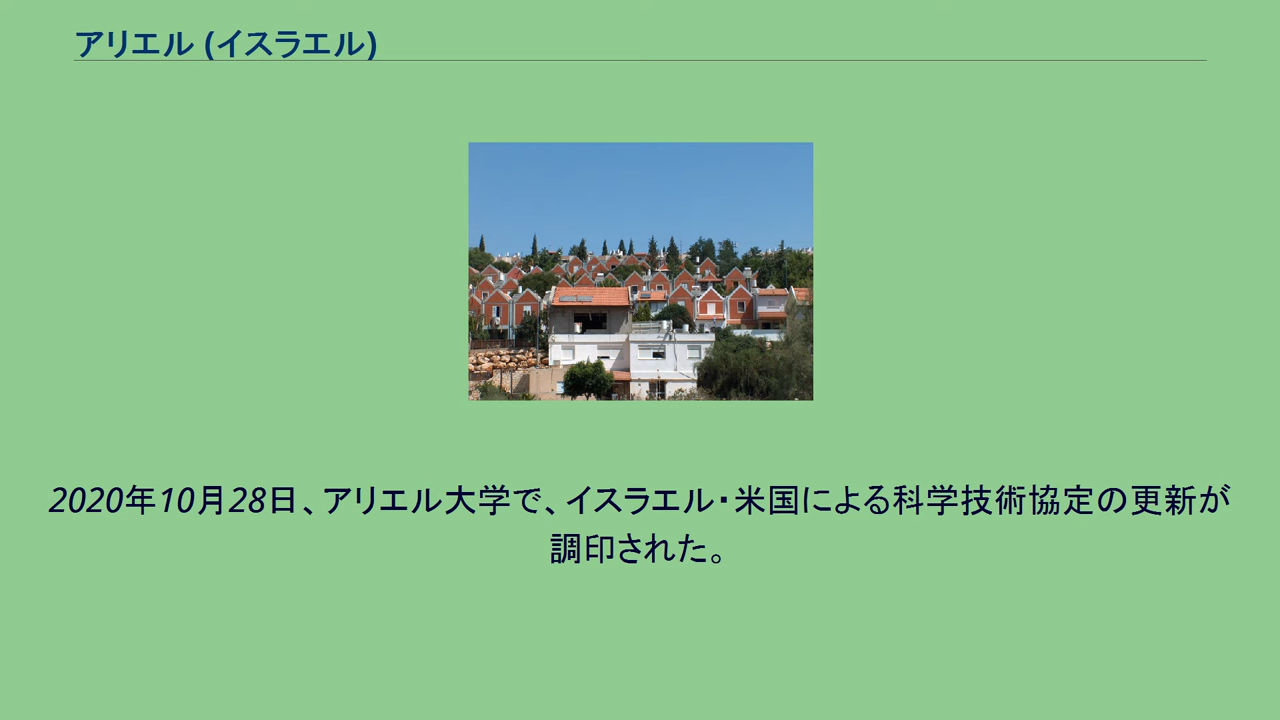 アリエル (イスラエル)
2020年10月28日、アリエル大学で、イスラエル・米国による科学技術協定の更新が
調印された。